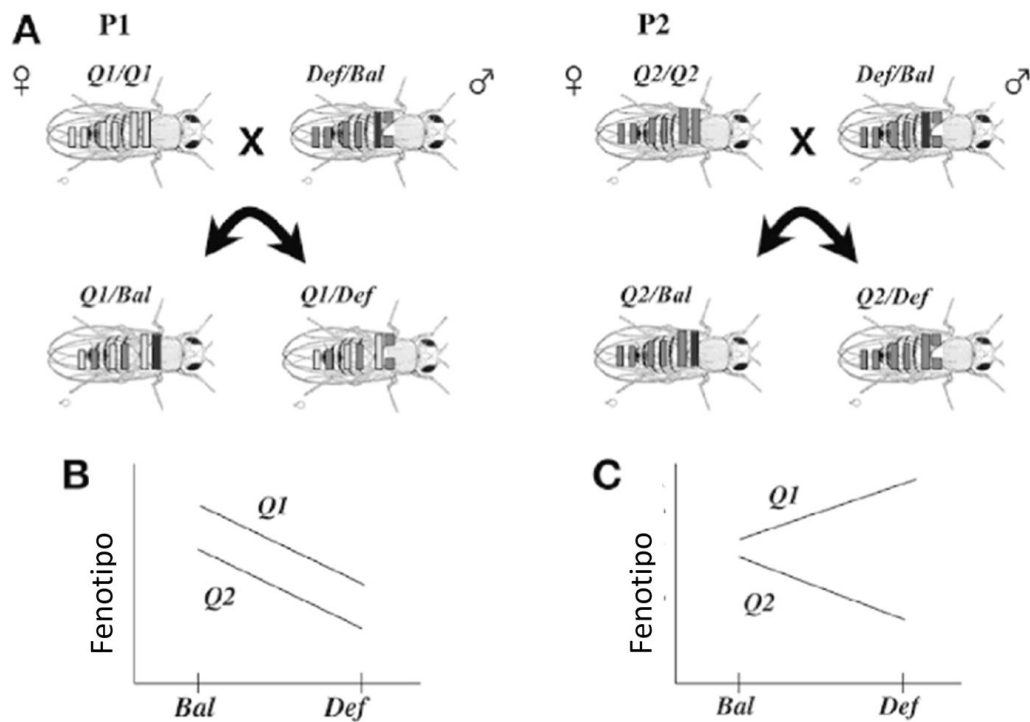 A P1 P2
♀ Q1/Q1 Def/Bal ♂ ♀ Q2/Q2 Def/Bal ♂
X X
Q1/Bal Q1/Def Q2/Bal Q2/Def
B
Fenotipo
Q1
Q2
Bal Def
C
Fenotipo
Q1
Q2
Bal Def